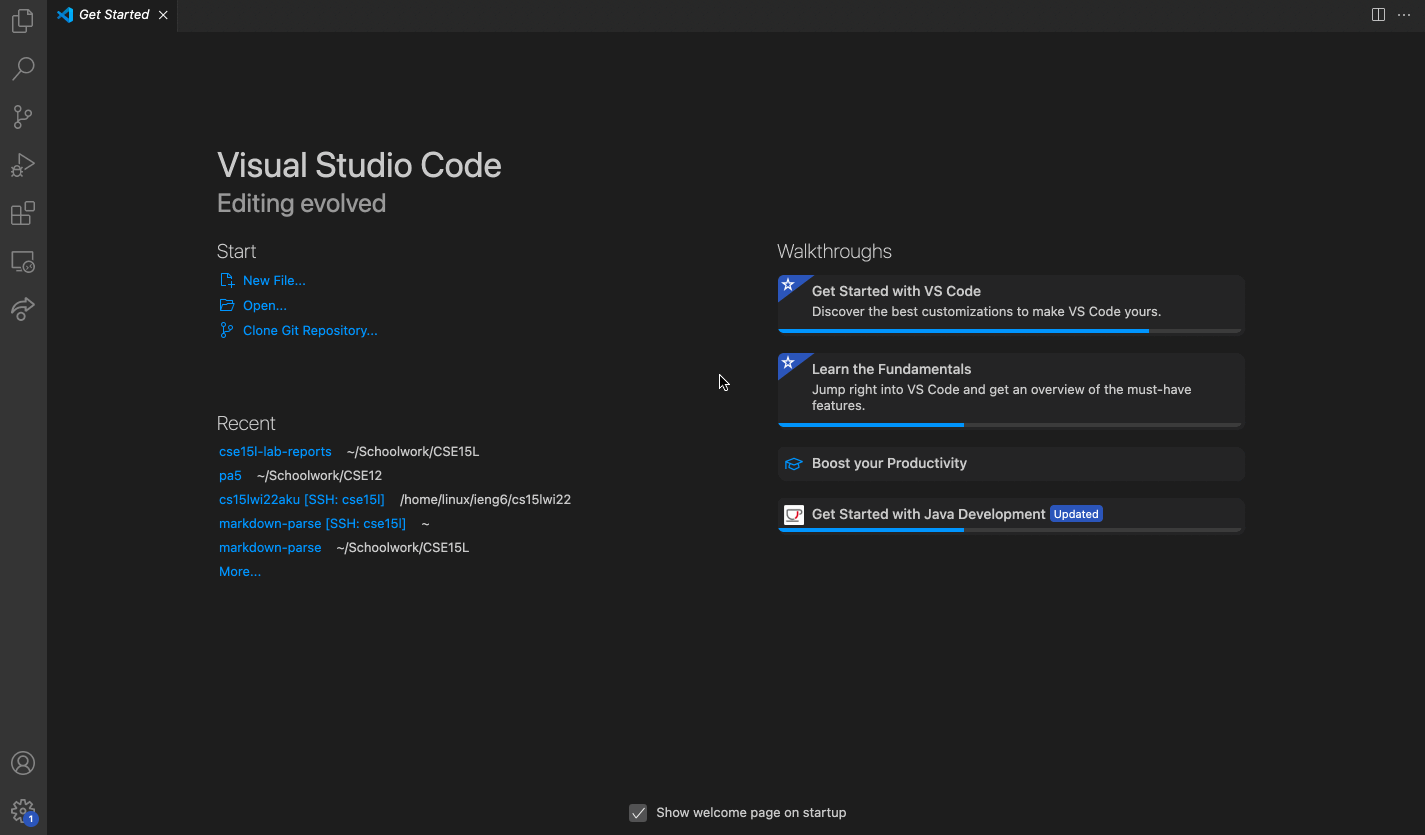 Get Started
Visual Studio Code
Editing evolved
Start
New File...
Open...
Clone Git Repository...
Recent
cse15l-lab-reports ~/Schoolwork/CSE15L
pa5 ~/Schoolwork/CSE12
cs15lwi22aku [SSH: cse15l] /home/linux/ieng6/cs15lwi22
markdown-parse [SSH: cse15l] ~
markdown-parse ~/Schoolwork/CSE15L
More...
Walkthroughs
Get Started with VS Code
Discover the best customizations to make VS Code yours.
Learn the Fundamentals
Jump right into VS Code and get an overview of the must-have
features.
Boost your Productivity
Get Started with Java Development Updated
1
Show welcome page on startup